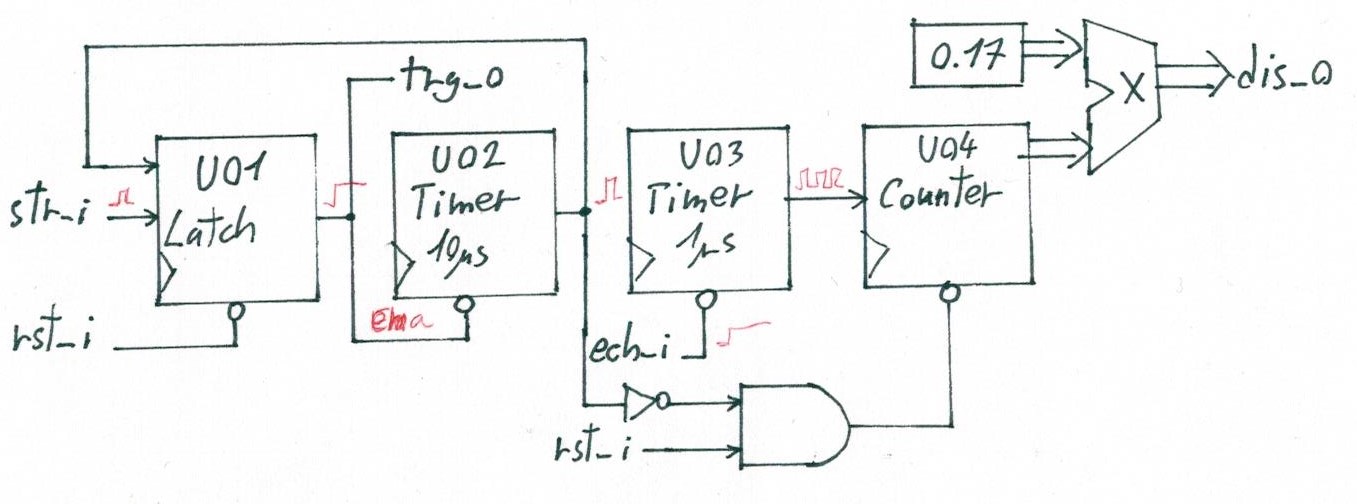 0.17
X
dis_o
trg_o
U01
Latch
U02
Timer
10µs
U03
Timer
1µs
U04
Counter
str_i
rst_i
Ena
ech_i
rst_i